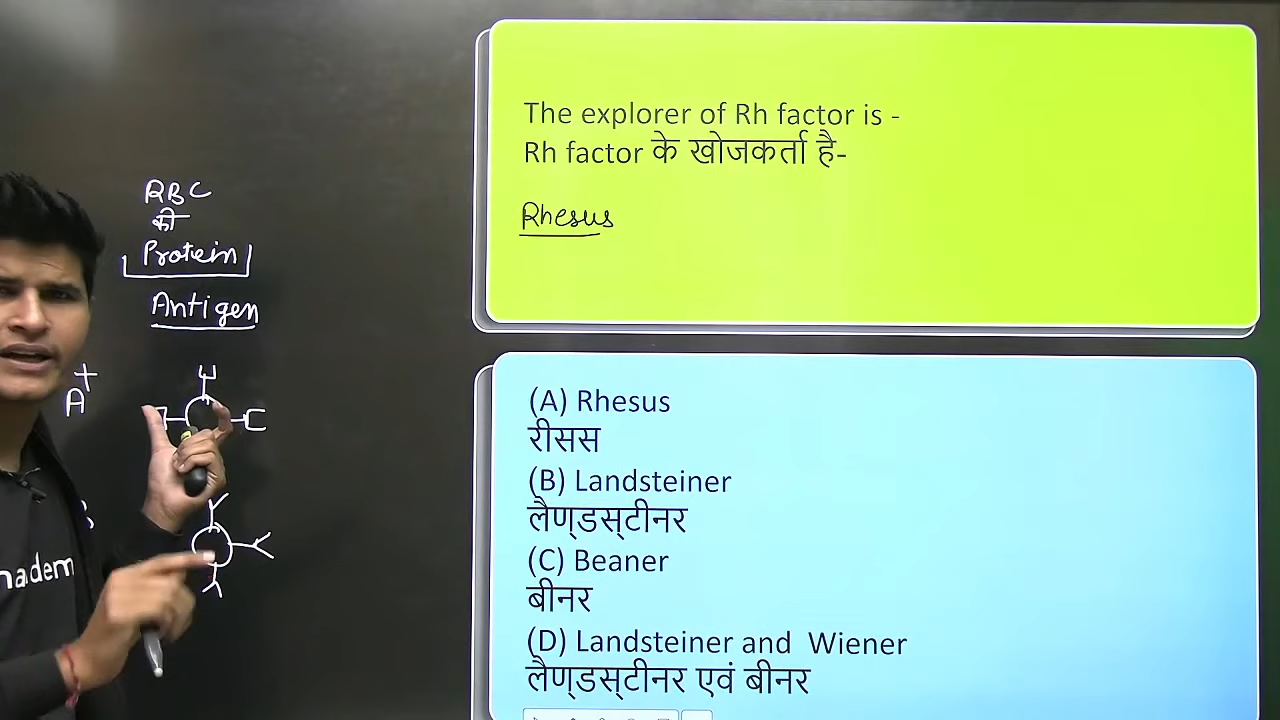 The explorer of Rh factor is -
Rh factor के खोजकर्ता है-
Rhesus
RBC
की
Protein
Antigen
A+
(A) Rhesus
रीसस
(B) Landsteiner
लैण्डस्टीनर
(C) Beaner
बीनर
(D) Landsteiner and Wiener
लैण्डस्टीनर एवं बीनर